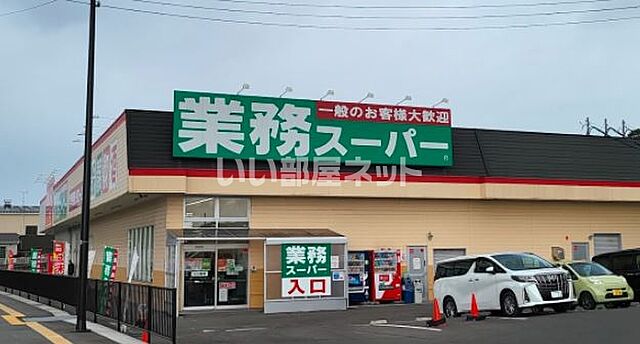 一般のお客様大歓迎
業務スーパー
いい部屋ネット
業務
スーパー
入口